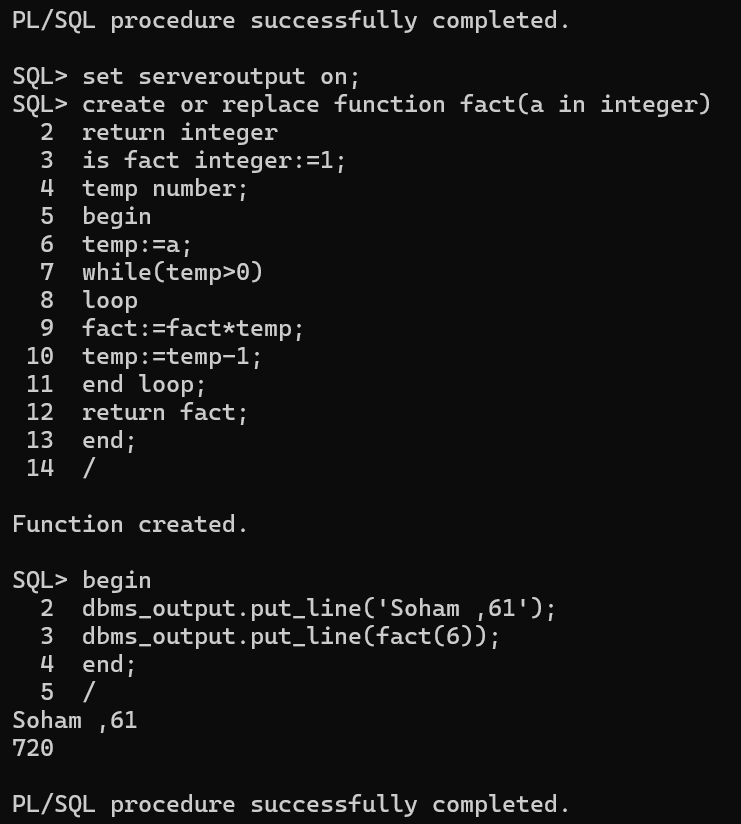 PL/SQL procedure successfully completed.

SQL> set serveroutput on;
SQL> create or replace function fact(a in integer)
  2  return integer
  3  is fact integer:=1;
  4  temp number;
  5  begin
  6  temp:=a;
  7  while(temp>0)
  8  loop
  9  fact:=fact*temp;
 10  temp:=temp-1;
 11  end loop;
 12  return fact;
 13  end;
 14  /

Function created.

SQL> begin
  2  dbms_output.put_line('Soham ,61');
  3  dbms_output.put_line(fact(6));
  4  end;
  5  /
Soham ,61
720

PL/SQL procedure successfully completed.